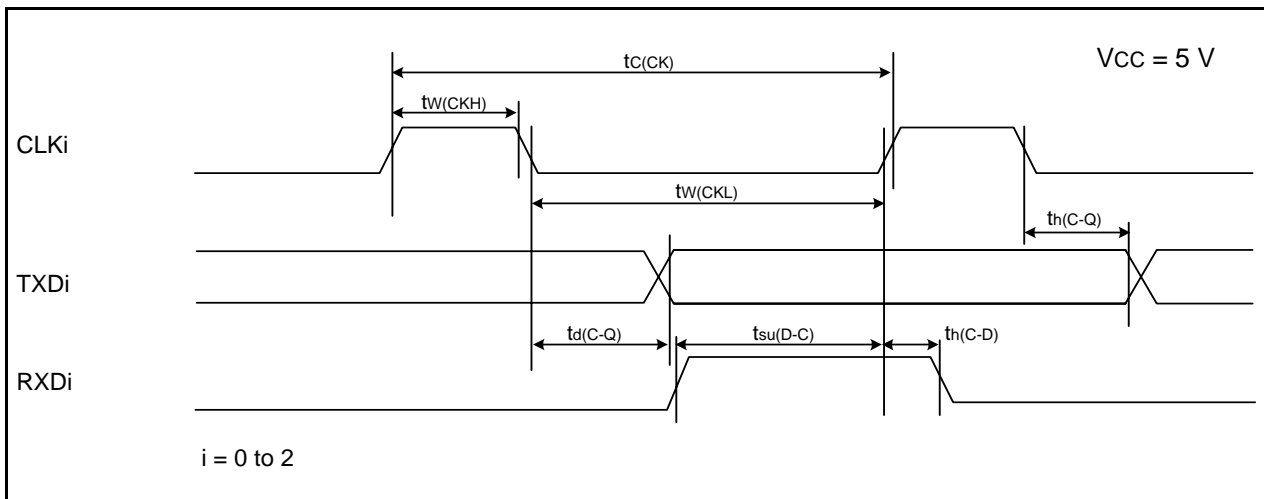 tC(CK)
VCC = 5 V
tW(CKH)
CLKi
tW(CKL)
th(C-Q)
TXDi
td(C-Q)
tsu(D-C)
th(C-D)
RXDi
i = 0 to 2